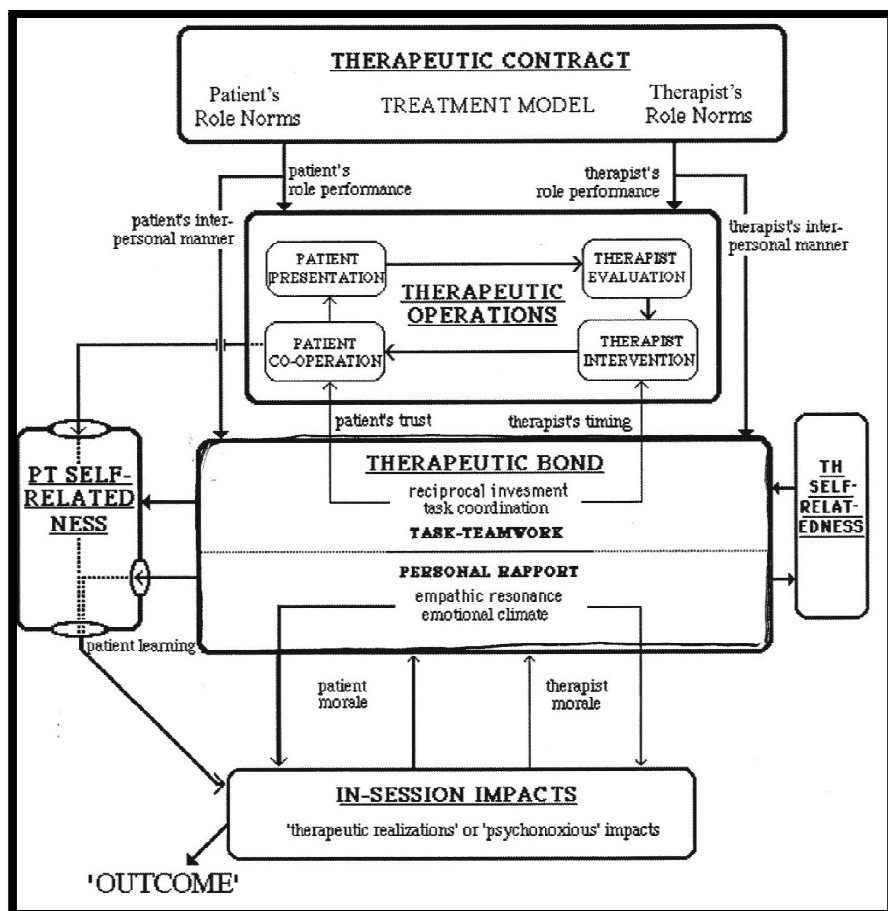 THERAPEUTIC CONTRACT
Patient's
Role Norms
TREATMENT MODEL
Therapist's
Role Norms
patient's
role performance
therapist's
role performance
patient's inter-
personal manner
therapist's inter-
personal manner
PATIENT
PRESENTATION
THERAPIST
EVALUATION
THERAPEUTIC
OPERATIONS
PATIENT
CO-OPERATION
THERAPIST
INTERVENTION
patient's trust
therapist's timing
PT SELF-
RELATED
NESS
THERAPEUTIC BOND
reciprocal invesment
task coordination
TASK-TEAMWORK
PERSONAL RAPPORT
empathic resonance
emotional climate
TH
SELF-
RELAT-
EDNESS
patient learning
patient
morale
therapist
morale
IN-SESSION IMPACTS
'therapeutic realizations' or 'psychonoxious' impacts
'OUTCOME'